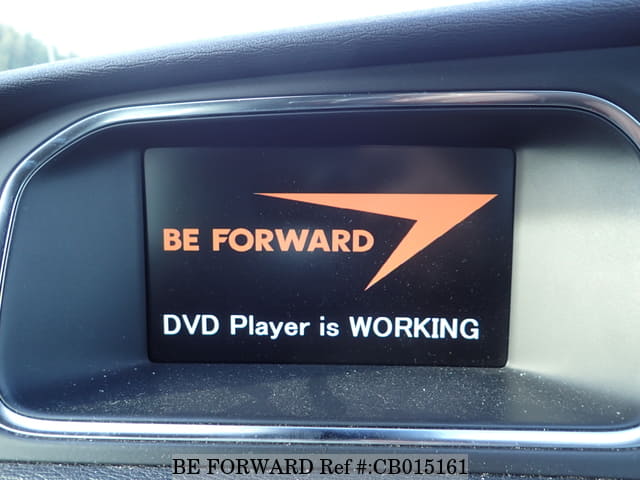 BE FORWARD
DVD Player is WORKING
BE FORWARD Ref #:CB015161